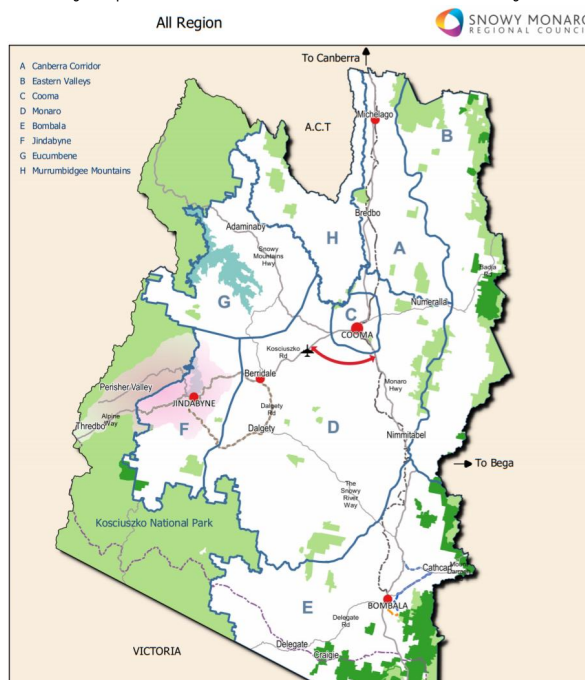 All Region
SNOWY MONARO
REGIONAL COUNCIL
To Canberra
A Canberra Corridor
B Eastern Valleys
C Cooma
D Monaro
E Bombala
F Jindabyne
G Eucumbene
H Murrumbidgee Mountains
Michelago
A.C.T
B
Bredbo
Adaminaby
H
A
Snowy
Mountains
Hwy
Badja
Rd
G
C
Numeralla
COOMA
Kosciuszko
Rd
Berridale
Monaro
Hwy
Perisher Valley
JINDABYNE
Alpine
Way
Thredbo
Dalgety
Rd
Dalgety
D
F
Nimmitabel
To Bega
The
Snowy
River
Way
Kosciuszko National Park
Cathcart
E
BOMBALA
Delegate
Rd
Delegate
Craigie
VICTORIA